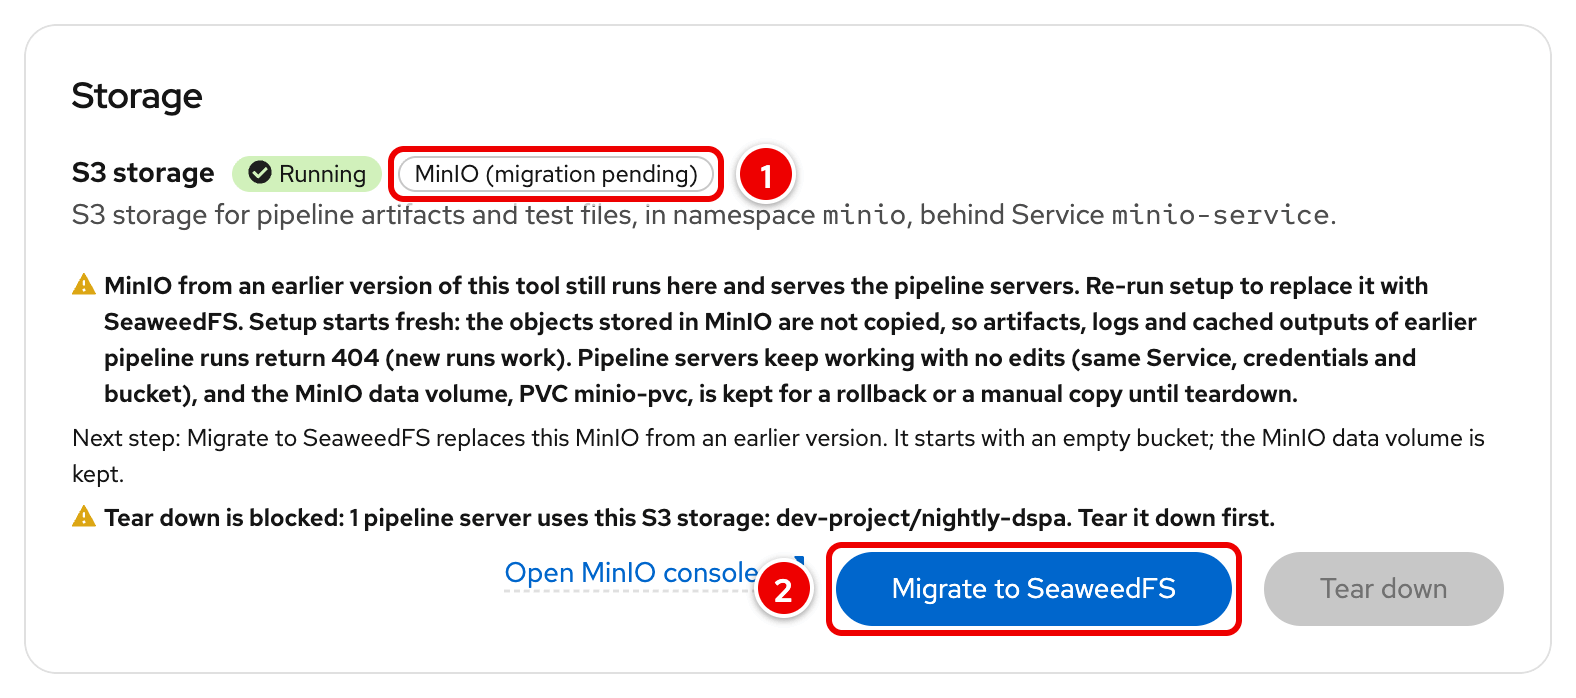 Storage
S3 storage Running MinIO (migration pending) 1
S3 storage for pipeline artifacts and test files, in namespace minio, behind Service minio-service.
MinIO from an earlier version of this tool still runs here and serves the pipeline servers. Re-run setup to replace it with
SeaweedFS. Setup starts fresh: the objects stored in MinIO are not copied, so artifacts, logs and cached outputs of earlier
pipeline runs return 404 (new runs work). Pipeline servers keep working with no edits (same Service, credentials and
bucket), and the MinIO data volume, PVC minio-pvc, is kept for a rollback or a manual copy until teardown.
Next step: Migrate to SeaweedFS replaces this MinIO from an earlier version. It starts with an empty bucket; the MinIO data volume is
kept.
Tear down is blocked: 1 pipeline server uses this S3 storage: dev-project/nightly-dspa. Tear it down first.
Open MinIO console 2 Migrate to SeaweedFS Tear down